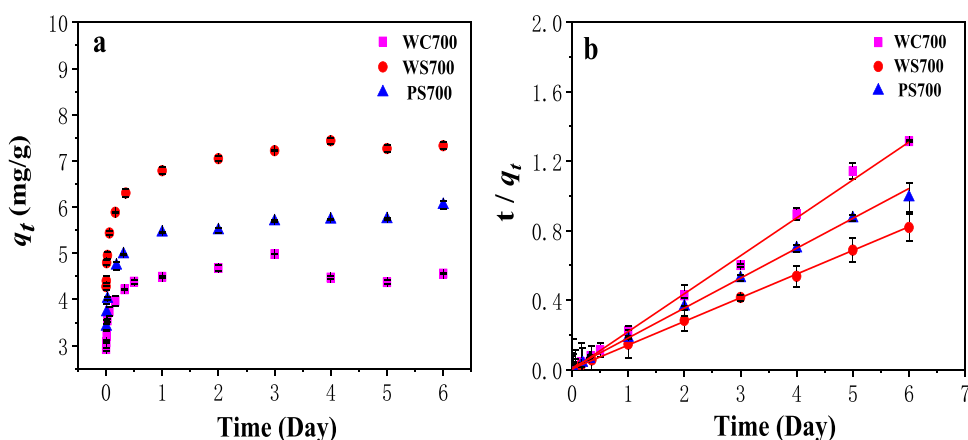 a
WC700
WS700
PS700
10
9
8
7
6
5
4
3
q_t (mg/g)
0 1 2 3 4 5 6
Time (Day)
b
WC700
WS700
PS700
2.0
1.6
1.2
0.8
0.4
0.0
t / q_t
0 1 2 3 4 5 6 7
Time (Day)